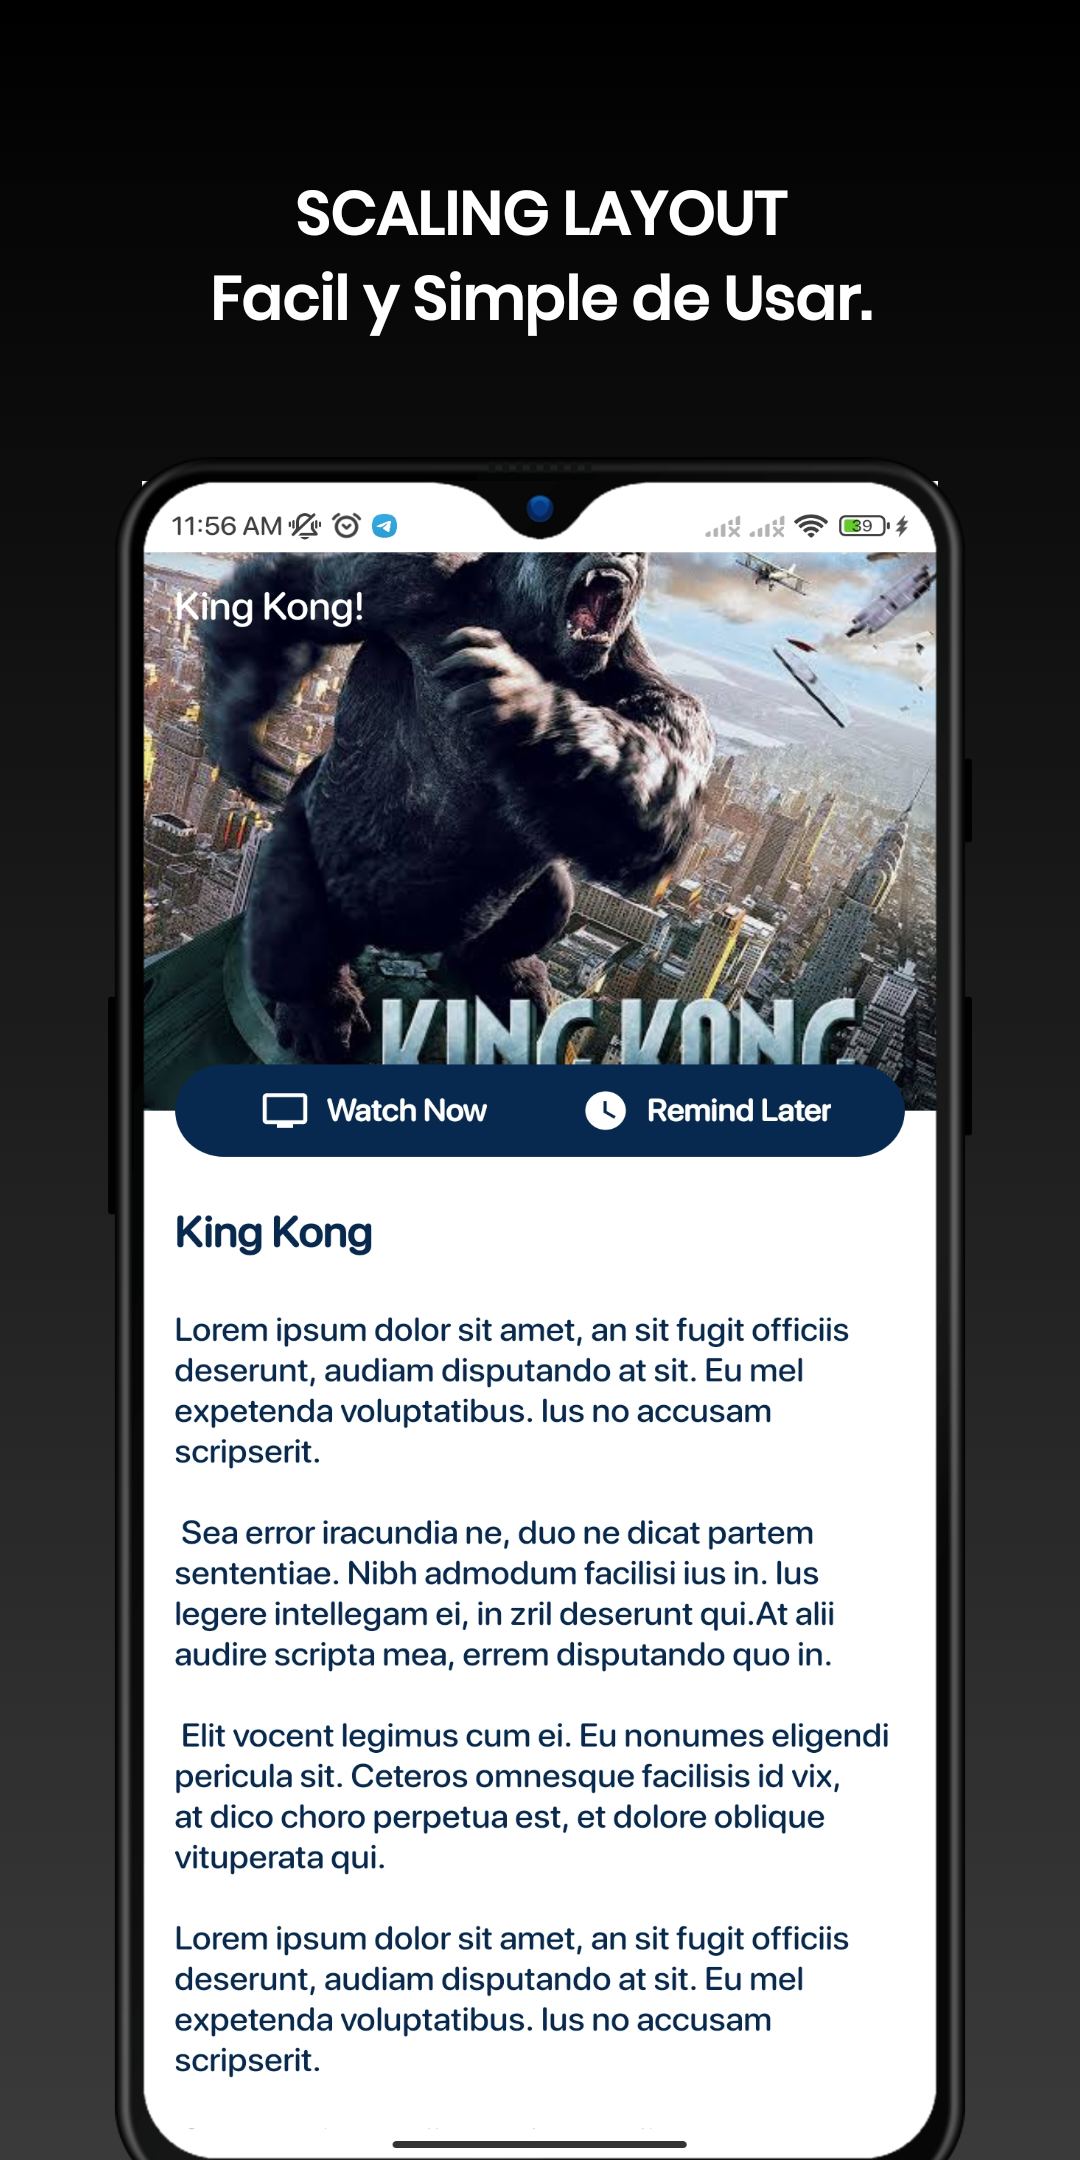 SCALING LAYOUT
Facil y Simple de Usar.
11:56 AM
39
King Kong!
KING KONG
Watch Now
Remind Later
King Kong
Lorem ipsum dolor sit amet, an sit fugit officiis
deserunt, audiam disputando at sit. Eu mel
expetenda voluptatibus. Ius no accusam
scripserit.
Sea error iracundia ne, duo ne dicat partem
sententiae. Nibh admodum facilisi ius in. Ius
legere intellegam ei, in zril deserunt qui.At alii
audire scripta mea, errem disputando quo in.
Elit vocent legimus cum ei. Eu nonumes eligendi
pericula sit. Ceteros omnesque facilisis id vix,
at dico choro perpetua est, et dolore oblique
vituperata qui.
Lorem ipsum dolor sit amet, an sit fugit officiis
deserunt, audiam disputando at sit. Eu mel
expetenda voluptatibus. Ius no accusam
scripserit.